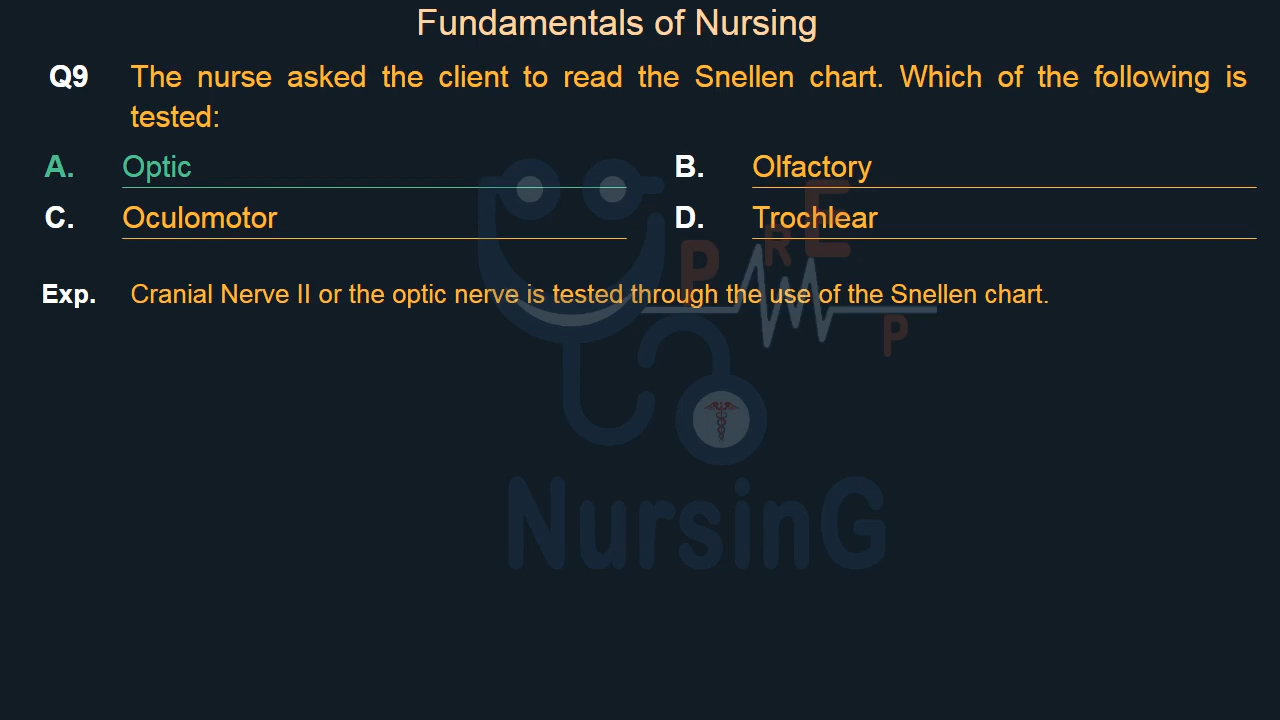 Fundamentals of Nursing
Q9 The nurse asked the client to read the Snellen chart. Which of the following is
tested:
A. Optic B. Olfactory
C. Oculomotor D. Trochlear
Exp. Cranial Nerve II or the optic nerve is tested through the use of the Snellen chart.
PREP
NursinG